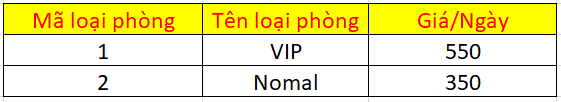 Mã loại phòng Tên loại phòng Giá/Ngày
1 VIP 550
2 Nomal 350